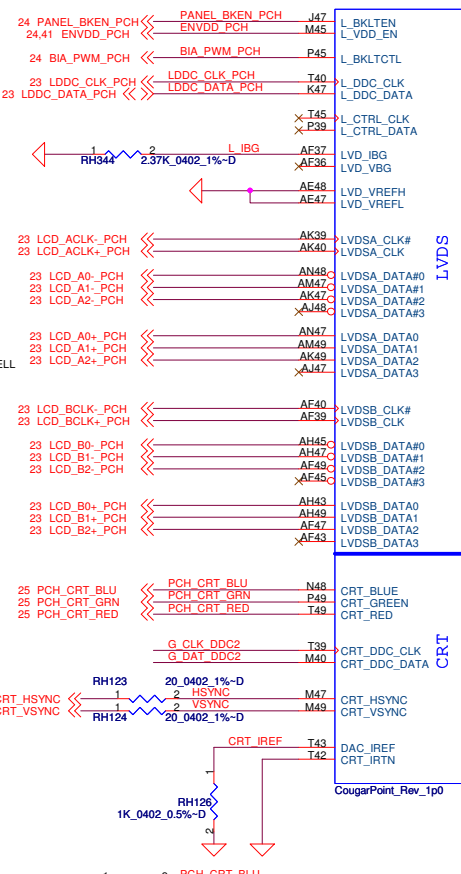 24 PANEL_BKEN_PCH PANEL_BKEN_PCH J47 L_BKLTEN
24,41 ENVDD_PCH ENVDD_PCH M45 L_VDD_EN
24 BIA_PWM_PCH BIA_PWM_PCH P45 L_BKLTCTL
23 LDDC_CLK_PCH LDDC_CLK_PCH T40 L_DDC_CLK
23 LDDC_DATA_PCH LDDC_DATA_PCH K47 L_DDC_DATA
T45 L_CTRL_CLK
P39 L_CTRL_DATA
1 2 L_IBG AF37 LVD_IBG
RH344 2.37K_0402_1%~D AF36 LVD_VBG
AE48 LVD_VREFH
AE47 LVD_VREFL
23 LCD_ACLK-_PCH AK39 LVDSA_CLK#
23 LCD_ACLK+_PCH AK40 LVDSA_CLK
LVDS
23 LCD_A0-_PCH AN48 LVDSA_DATA#0
23 LCD_A1-_PCH AM47 LVDSA_DATA#1
23 LCD_A2-_PCH AK47 LVDSA_DATA#2
AJ48 LVDSA_DATA#3
23 LCD_A0+_PCH AN47 LVDSA_DATA0
23 LCD_A1+_PCH AM49 LVDSA_DATA1
23 LCD_A2+_PCH AK49 LVDSA_DATA2
ELL AJ47 LVDSA_DATA3
23 LCD_BCLK-_PCH AF40 LVDSB_CLK#
23 LCD_BCLK+_PCH AF39 LVDSB_CLK
23 LCD_B0-_PCH AH45 LVDSB_DATA#0
23 LCD_B1-_PCH AH47 LVDSB_DATA#1
23 LCD_B2-_PCH AF49 LVDSB_DATA#2
AF45 LVDSB_DATA#3
23 LCD_B0+_PCH AH43 LVDSB_DATA0
23 LCD_B1+_PCH AH49 LVDSB_DATA1
23 LCD_B2+_PCH AF47 LVDSB_DATA2
AF43 LVDSB_DATA3
25 PCH_CRT_BLU PCH_CRT_BLU N48 CRT_BLUE
25 PCH_CRT_GRN PCH_CRT_GRN P49 CRT_GREEN
25 PCH_CRT_RED PCH_CRT_RED T49 CRT_RED
G_CLK_DDC2 T39 CRT_DDC_CLK
G_DAT_DDC2 M40 CRT_DDC_DATA
CRT
RH123 20_0402_1%~D
CRT_HSYNC 1 2 HSYNC M47 CRT_HSYNC
CRT_VSYNC 1 2 VSYNC M49 CRT_VSYNC
RH124 20_0402_1%~D
CRT_IREF T43 DAC_IREF
T42 CRT_IRTN
1
RH126
1K_0402_0.5%~D
2
CougarPoint_Rev_1p0
PCH_CRT_BLU